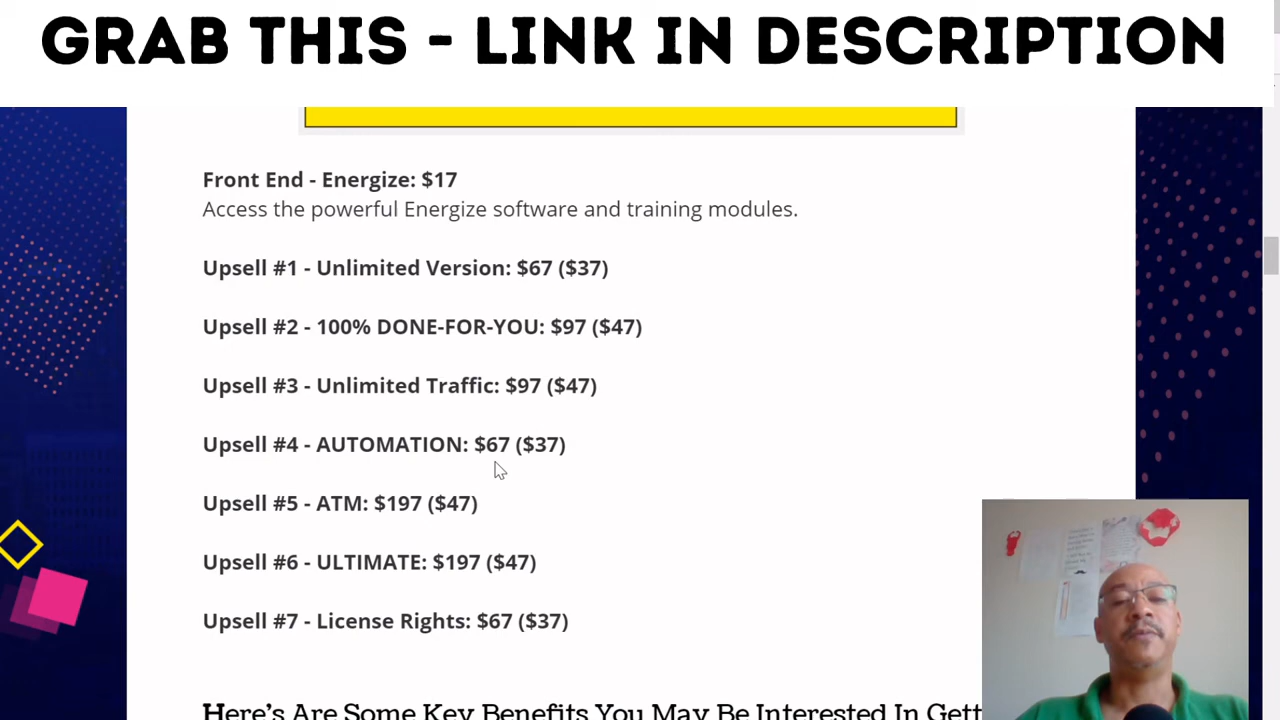 GRAB THIS - LINK IN DESCRIPTION
Front End - Energize: $17
Access the powerful Energize software and training modules.
Upsell #1 - Unlimited Version: $67 ($37)
Upsell #2 - 100% DONE-FOR-YOU: $97 ($47)
Upsell #3 - Unlimited Traffic: $97 ($47)
Upsell #4 - AUTOMATION: $67 ($37)
Upsell #5 - ATM: $197 ($47)
Upsell #6 - ULTIMATE: $197 ($47)
Upsell #7 - License Rights: $67 ($37)
Here's Are Some Key Benefits You May Be Interested In Gett